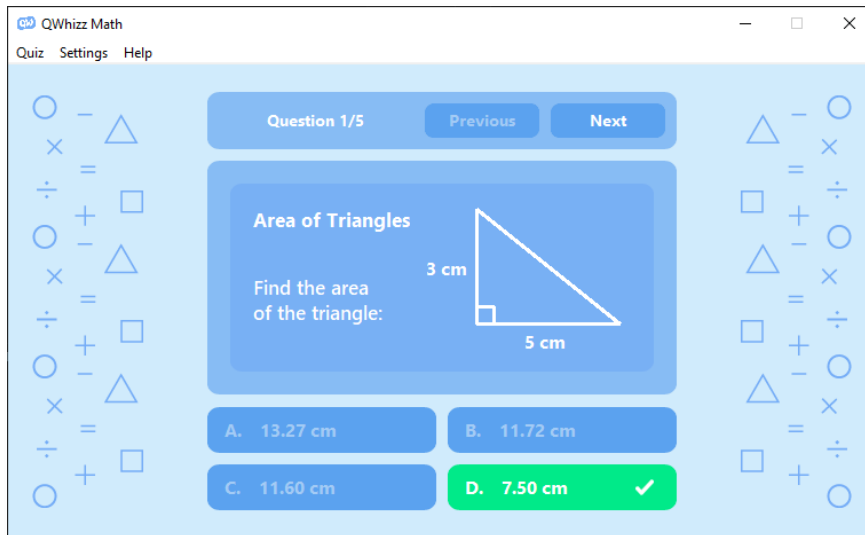 QWhizz Math
Quiz Settings Help
Question 1/5
Previous
Next
Area of Triangles
Find the area
of the triangle:
3 cm
5 cm
A. 13.27 cm
B. 11.72 cm
C. 11.60 cm
D. 7.50 cm